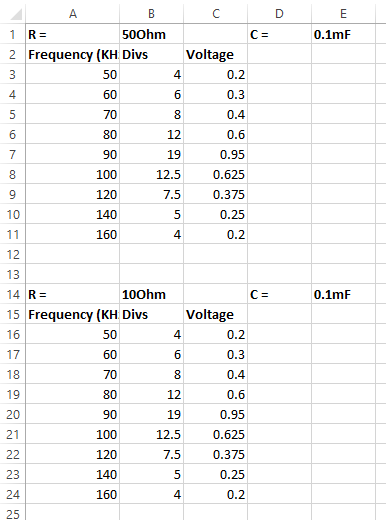 A B C D E
1 R = 50Ohm C = 0.1mF
2 Frequency (KH Divs Voltage
3 50 4 0.2
4 60 6 0.3
5 70 8 0.4
6 80 12 0.6
7 90 19 0.95
8 100 12.5 0.625
9 120 7.5 0.375
10 140 5 0.25
11 160 4 0.2
12
13
14 R = 10Ohm C = 0.1mF
15 Frequency (KH Divs Voltage
16 50 4 0.2
17 60 6 0.3
18 70 8 0.4
19 80 12 0.6
20 90 19 0.95
21 100 12.5 0.625
22 120 7.5 0.375
23 140 5 0.25
24 160 4 0.2
25